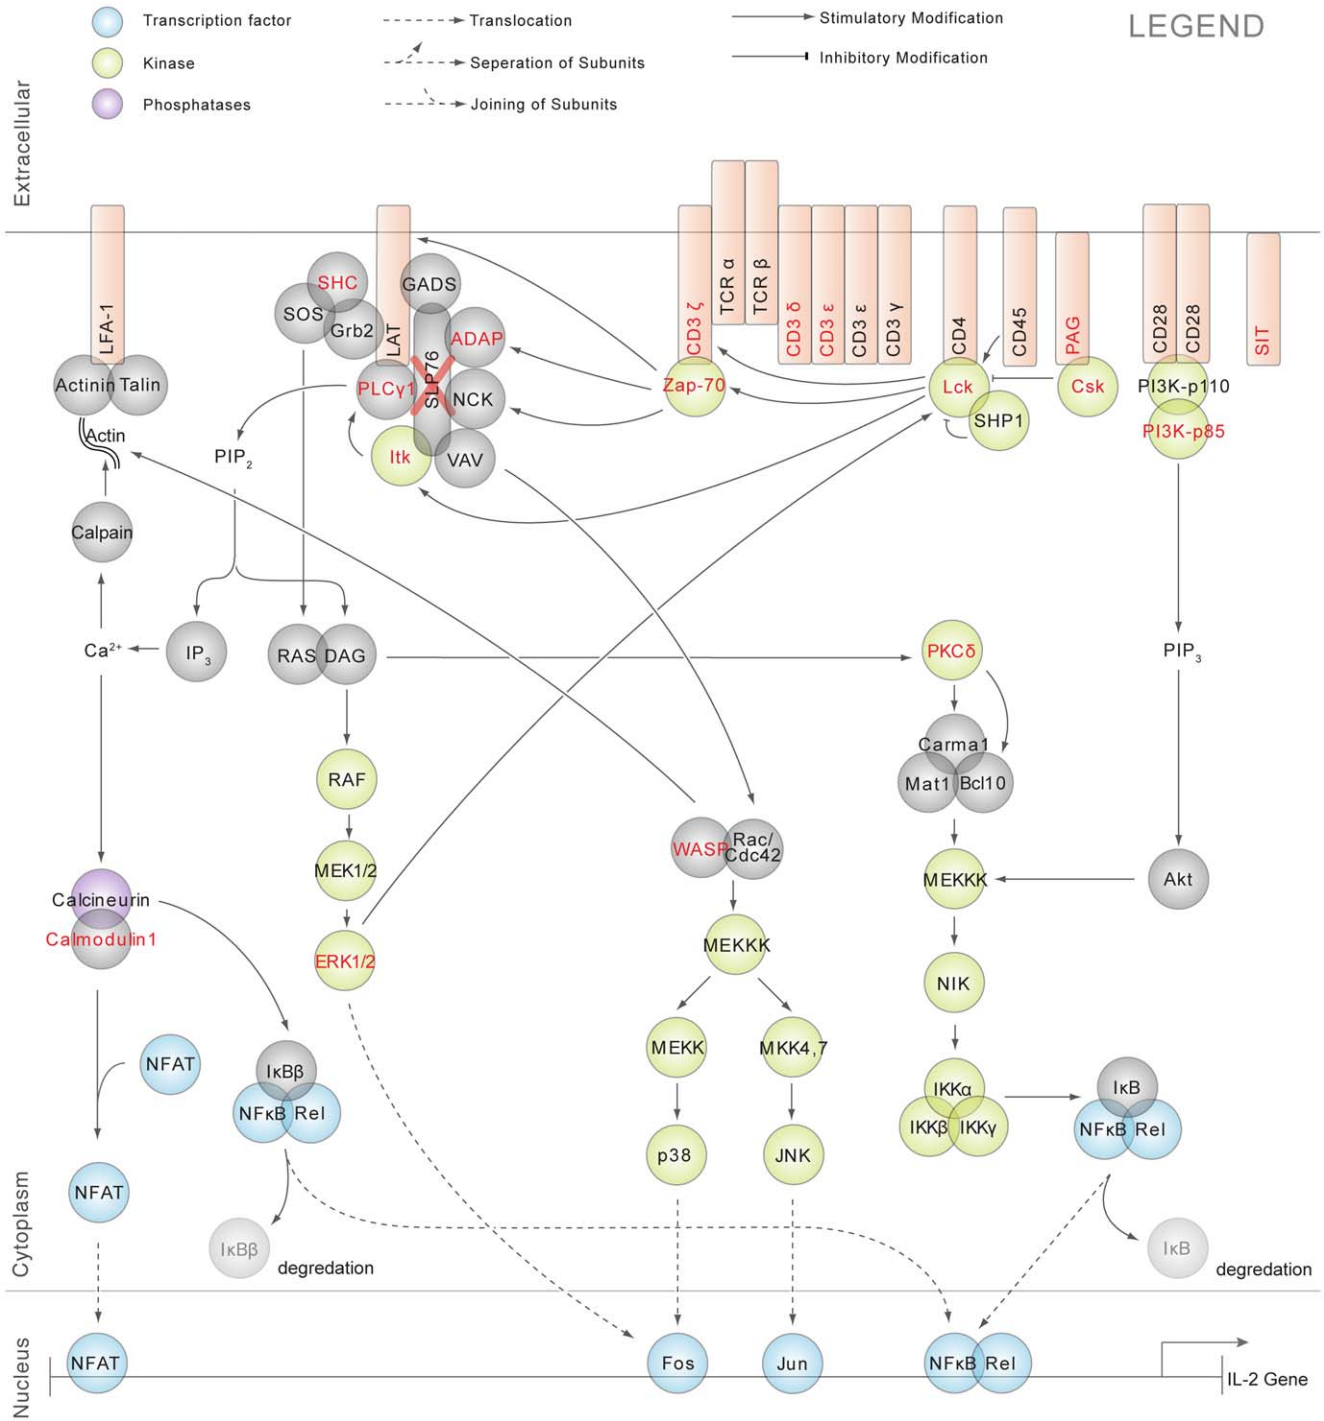 Transcription factor
Kinase
Phosphatases
Translocation
Seperation of Subunits
Joining of Subunits
Stimulatory Modification
Inhibitory Modification
LEGEND
Extracellular
LFA-1
LAT
CD3 ζ
TCR α
TCR β
CD3 δ
CD3 ε
CD3 ε
CD3 γ
CD4
CD45
PAG
CD28
CD28
SIT
SHC
SOS
Grb2
GADS
ADAP
SLP76
PLCγ1
NCK
Itk
VAV
Actinin
Talin
Actin
Zap-70
Lck
SHP1
Csk
PI3K-p110
PI3K-p85
PIP2
Calpain
Ca2+
IP3
RAS
DAG
PKCδ
PIP3
Carma1
Mat1
Bcl10
RAF
MEK1/2
ERK1/2
WASP
Rac/
Cdc42
MEKKK
Akt
Calcineurin
Calmodulin1
MEKKK
NIK
NFAT
IκBβ
NFκB
Rel
MEKK
MKK4,7
IKKα
IKKβ
IKKγ
IκB
NFκB
Rel
p38
JNK
NFAT
IκBβ
degredation
IκB
degredation
Cytoplasm
Nucleus
NFAT
Fos
Jun
NFκB
Rel
IL-2 Gene